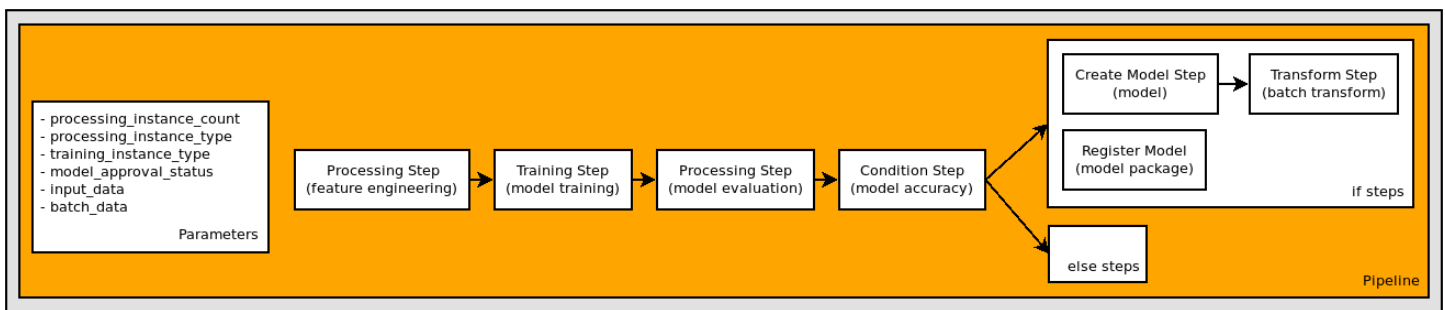 - processing_instance_count
- processing_instance_type
- training_instance_type
- model_approval_status
- input_data
- batch_data
Parameters
Processing Step
(feature engineering)
Training Step
(model training)
Processing Step
(model evaluation)
Condition Step
(model accuracy)
Create Model Step
(model)
Transform Step
(batch transform)
Register Model
(model package)
if steps
else steps
Pipeline